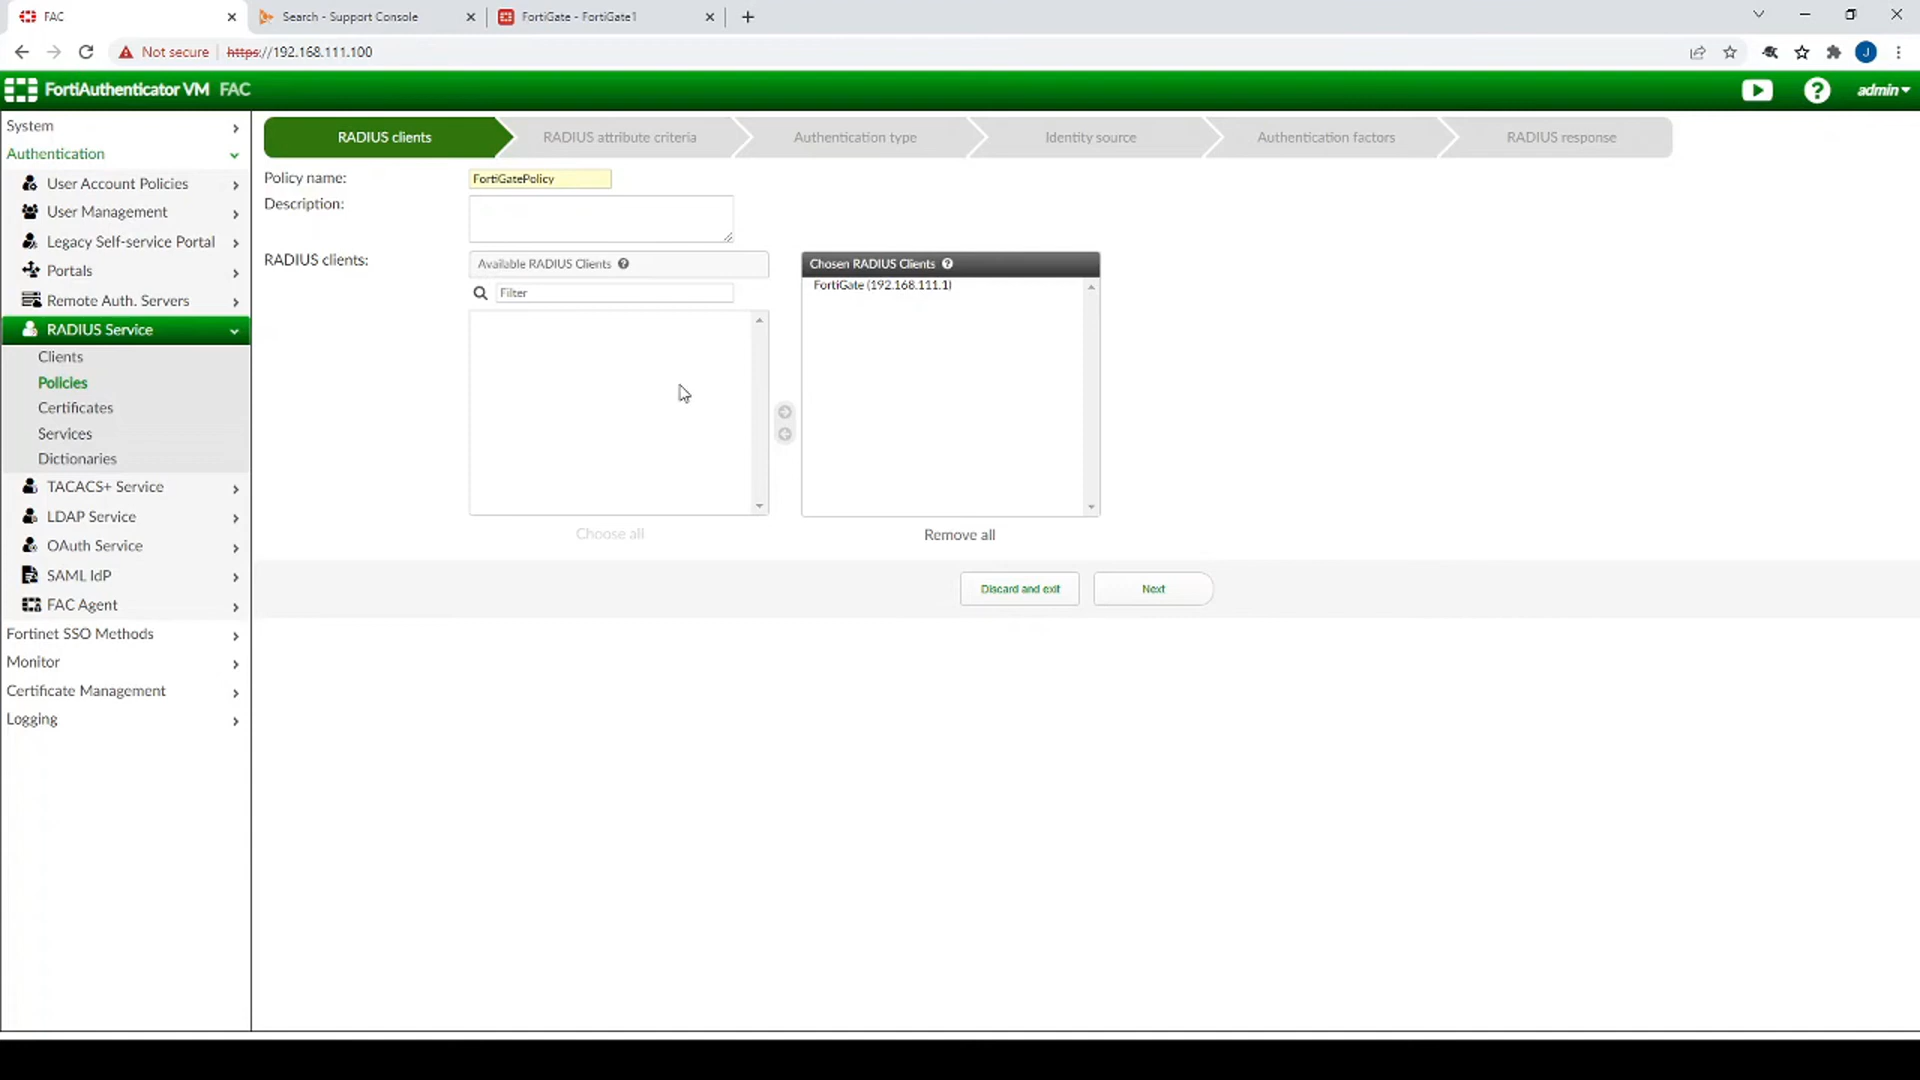 FAC
Search - Support Console
FortiGate - FortiGate1
Not secure
https://192.168.111.100
J
FortiAuthenticator VM FAC
admin
System
Authentication
User Account Policies
User Management
Legacy Self-service Portal
Portals
Remote Auth. Servers
RADIUS Service
Clients
Policies
Certificates
Services
Dictionaries
TACACS+ Service
LDAP Service
OAuth Service
SAML IdP
FAC Agent
Fortinet SSO Methods
Monitor
Certificate Management
Logging
RADIUS clients
RADIUS attribute criteria
Authentication type
Identity source
Authentication factors
RADIUS response
Policy name:
FortiGatePolicy
Description:
RADIUS clients:
Available RADIUS Clients
Filter
Choose all
Chosen RADIUS Clients
FortiGate (192.168.111.1)
Remove all
Discard and exit
Next